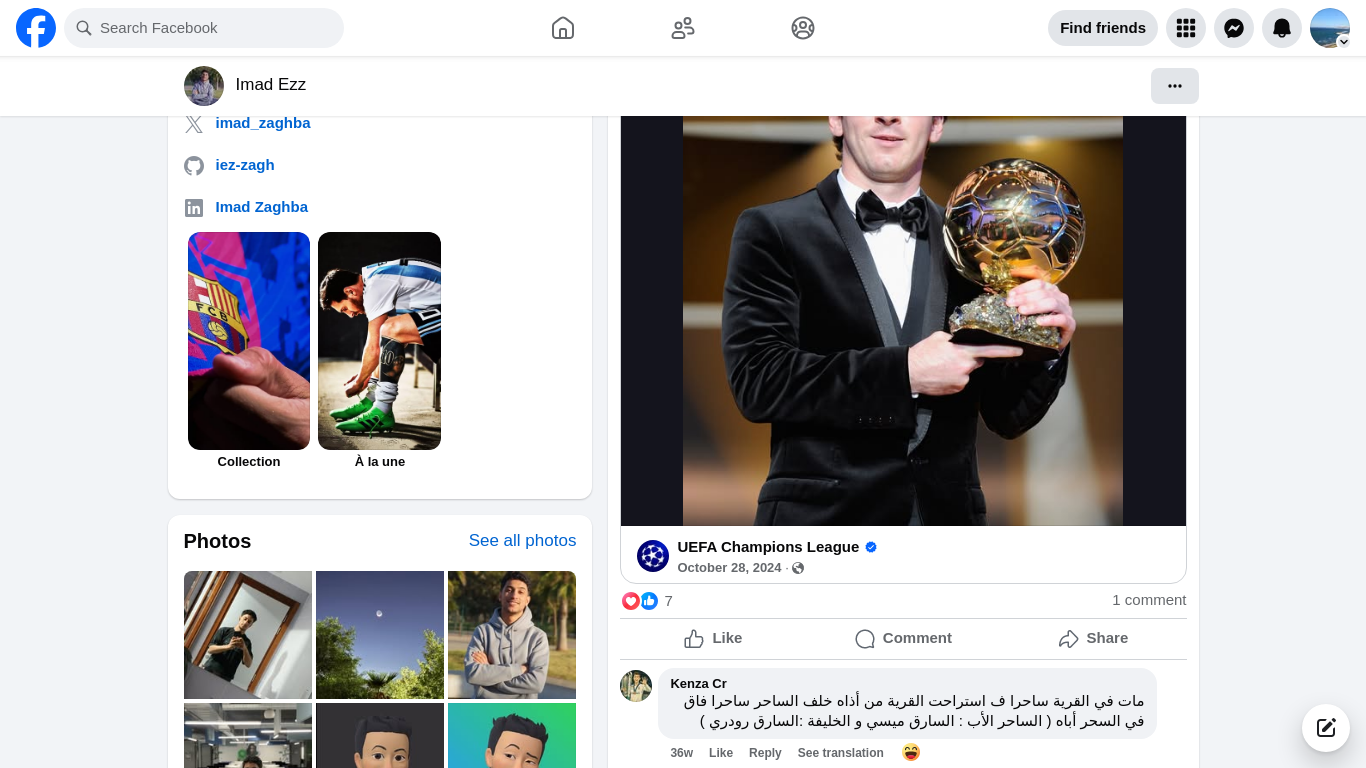 Search Facebook
Find friends
Imad Ezz
imad_zaghba
iez-zagh
Imad Zaghba
FCB
10
Collection
À la une
Photos
See all photos
UEFA Champions League
October 28, 2024 ·
7
1 comment
Like
Comment
Share
Kenza Cr
مات في القرية ساحرا ف استراحت القرية من أذاه خلف الساحر ساحرا فاق
في السحر أباه ( الساحر الأب : السارق ميسي و الخليفة :السارق رودري )
36w Like Reply See translation